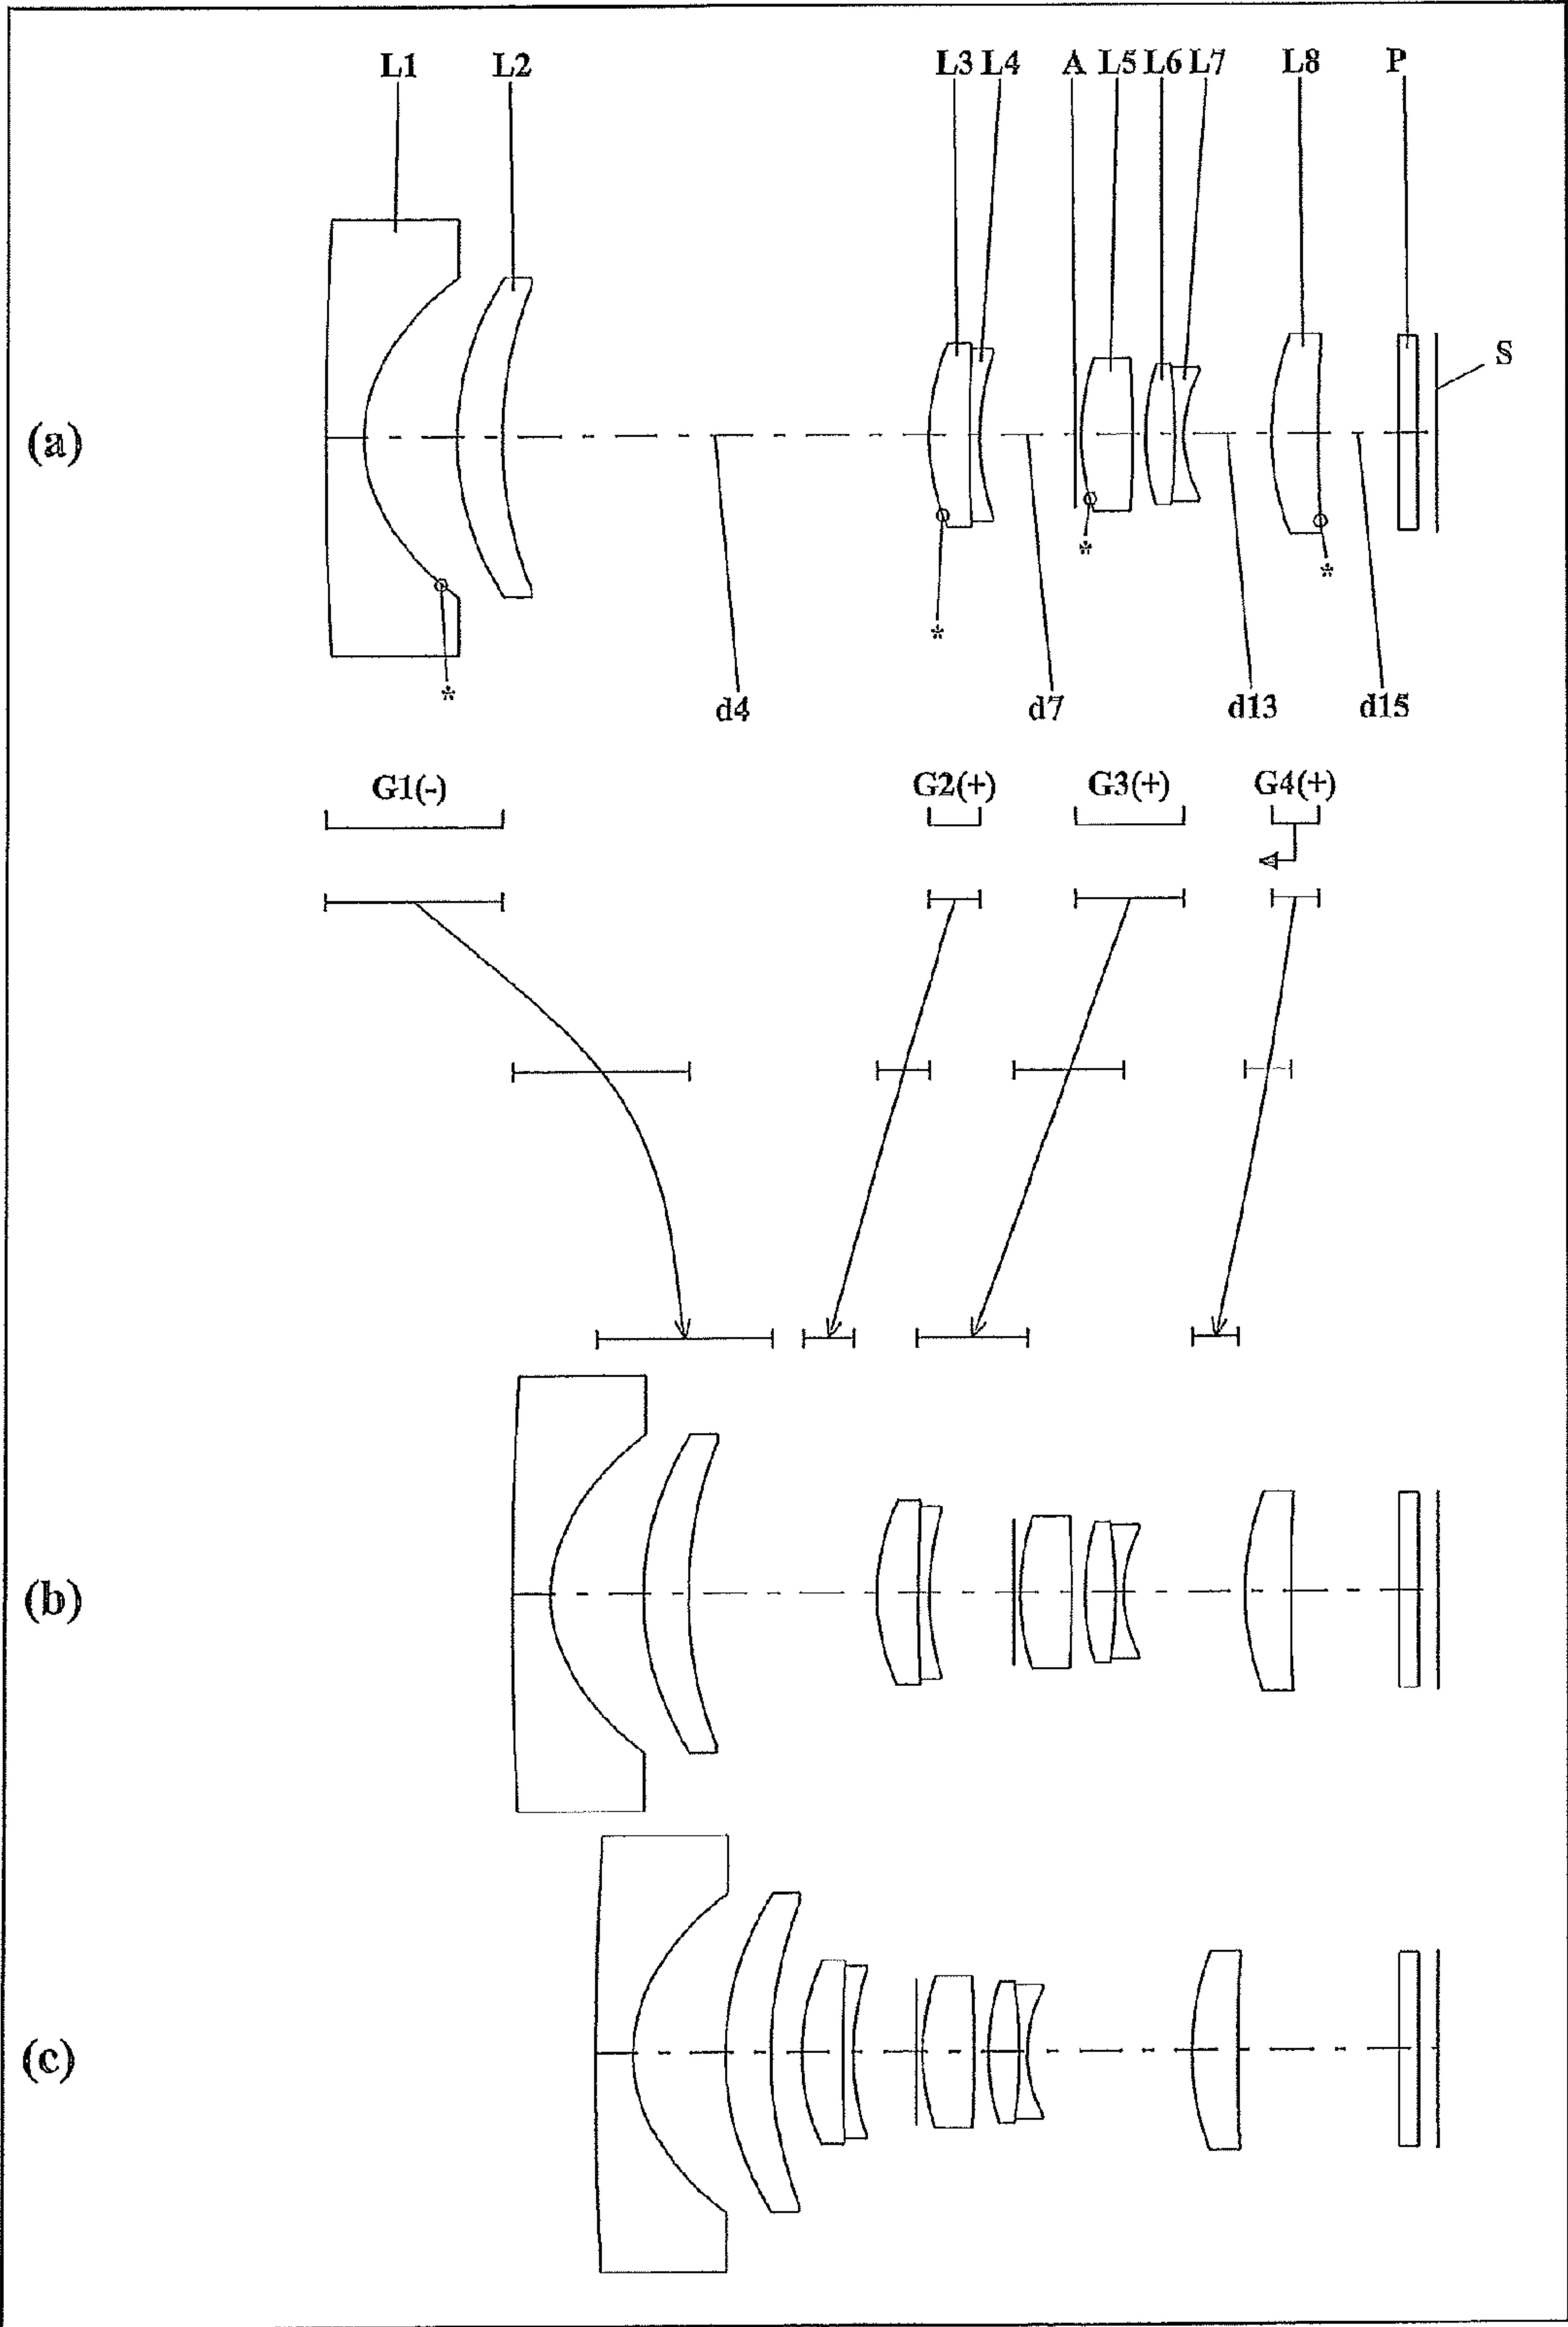 L1 L2 L3 L4 A L5 L6 L7 L8 P
S
(a)
* * * *
d4 d7 d13 d15
G1(-) G2(+) G3(+) G4(+)
(b)
(c)